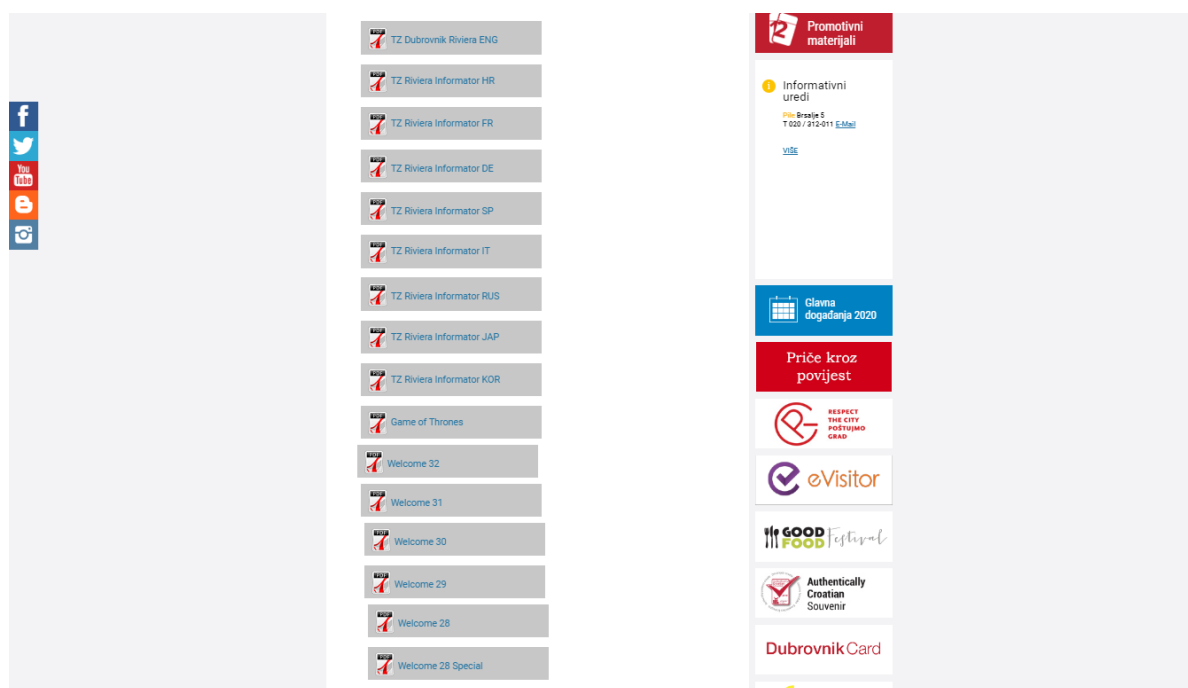 You
Tube
TZ Dubrovnik Riviera ENG
TZ Riviera Informator HR
TZ Riviera Informator FR
TZ Riviera Informator DE
TZ Riviera Informator SP
TZ Riviera Informator IT
TZ Riviera Informator RUS
TZ Riviera Informator JAP
TZ Riviera Informator KOR
Game of Thrones
Welcome 32
Welcome 31
Welcome 30
Welcome 29
Welcome 28
Welcome 28 Special
12
Promotivni
materijali
Informativni
uredi
Pile Brsalje 5
T 020 / 312-011 E-Mail
VIŠE
Glavna
događanja 2020
Priče kroz
povijest
RESPECT
THE CITY
POŠTUJMO
GRAD
eVisitor
GOOD
FOOD Festival
Authentically
Croatian
Souvenir
Dubrovnik Card